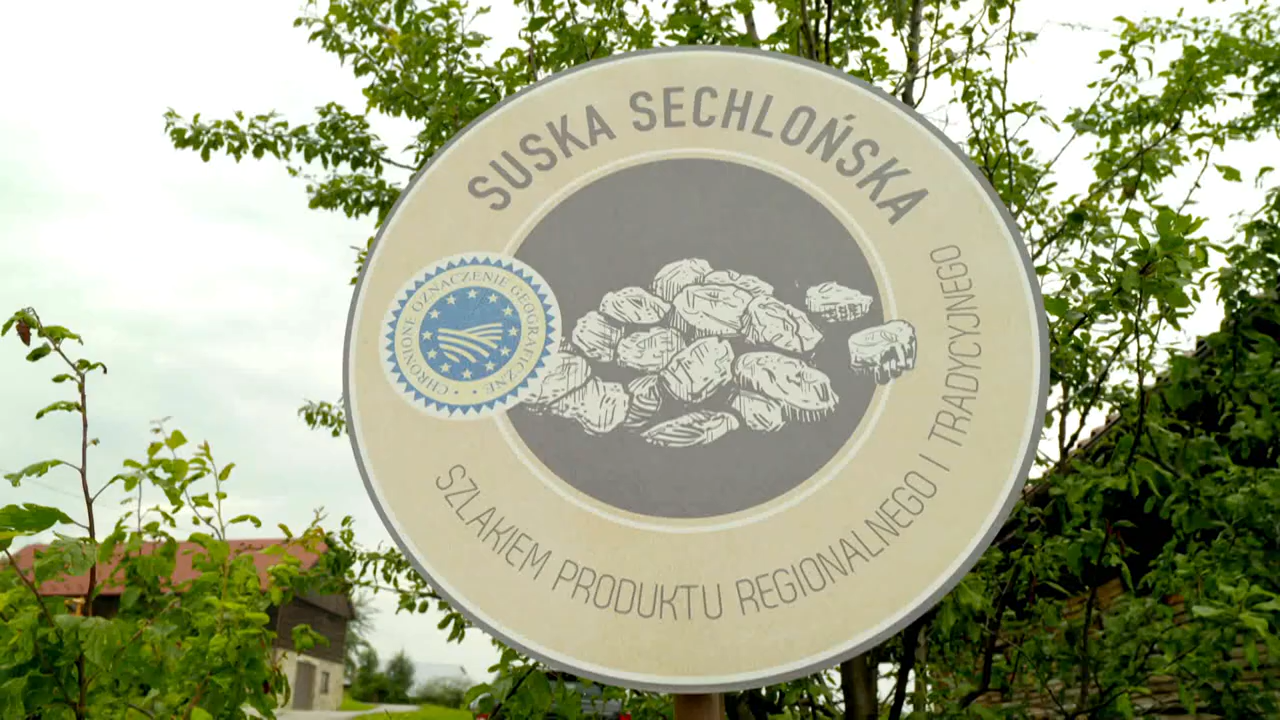 SUSKA SECHLOŃSKA
CHRONIONE OZNACZENIE GEOGRAFICZNE
SZLAKIEM PRODUKTU REGIONALNEGO I TRADYCYJNEGO